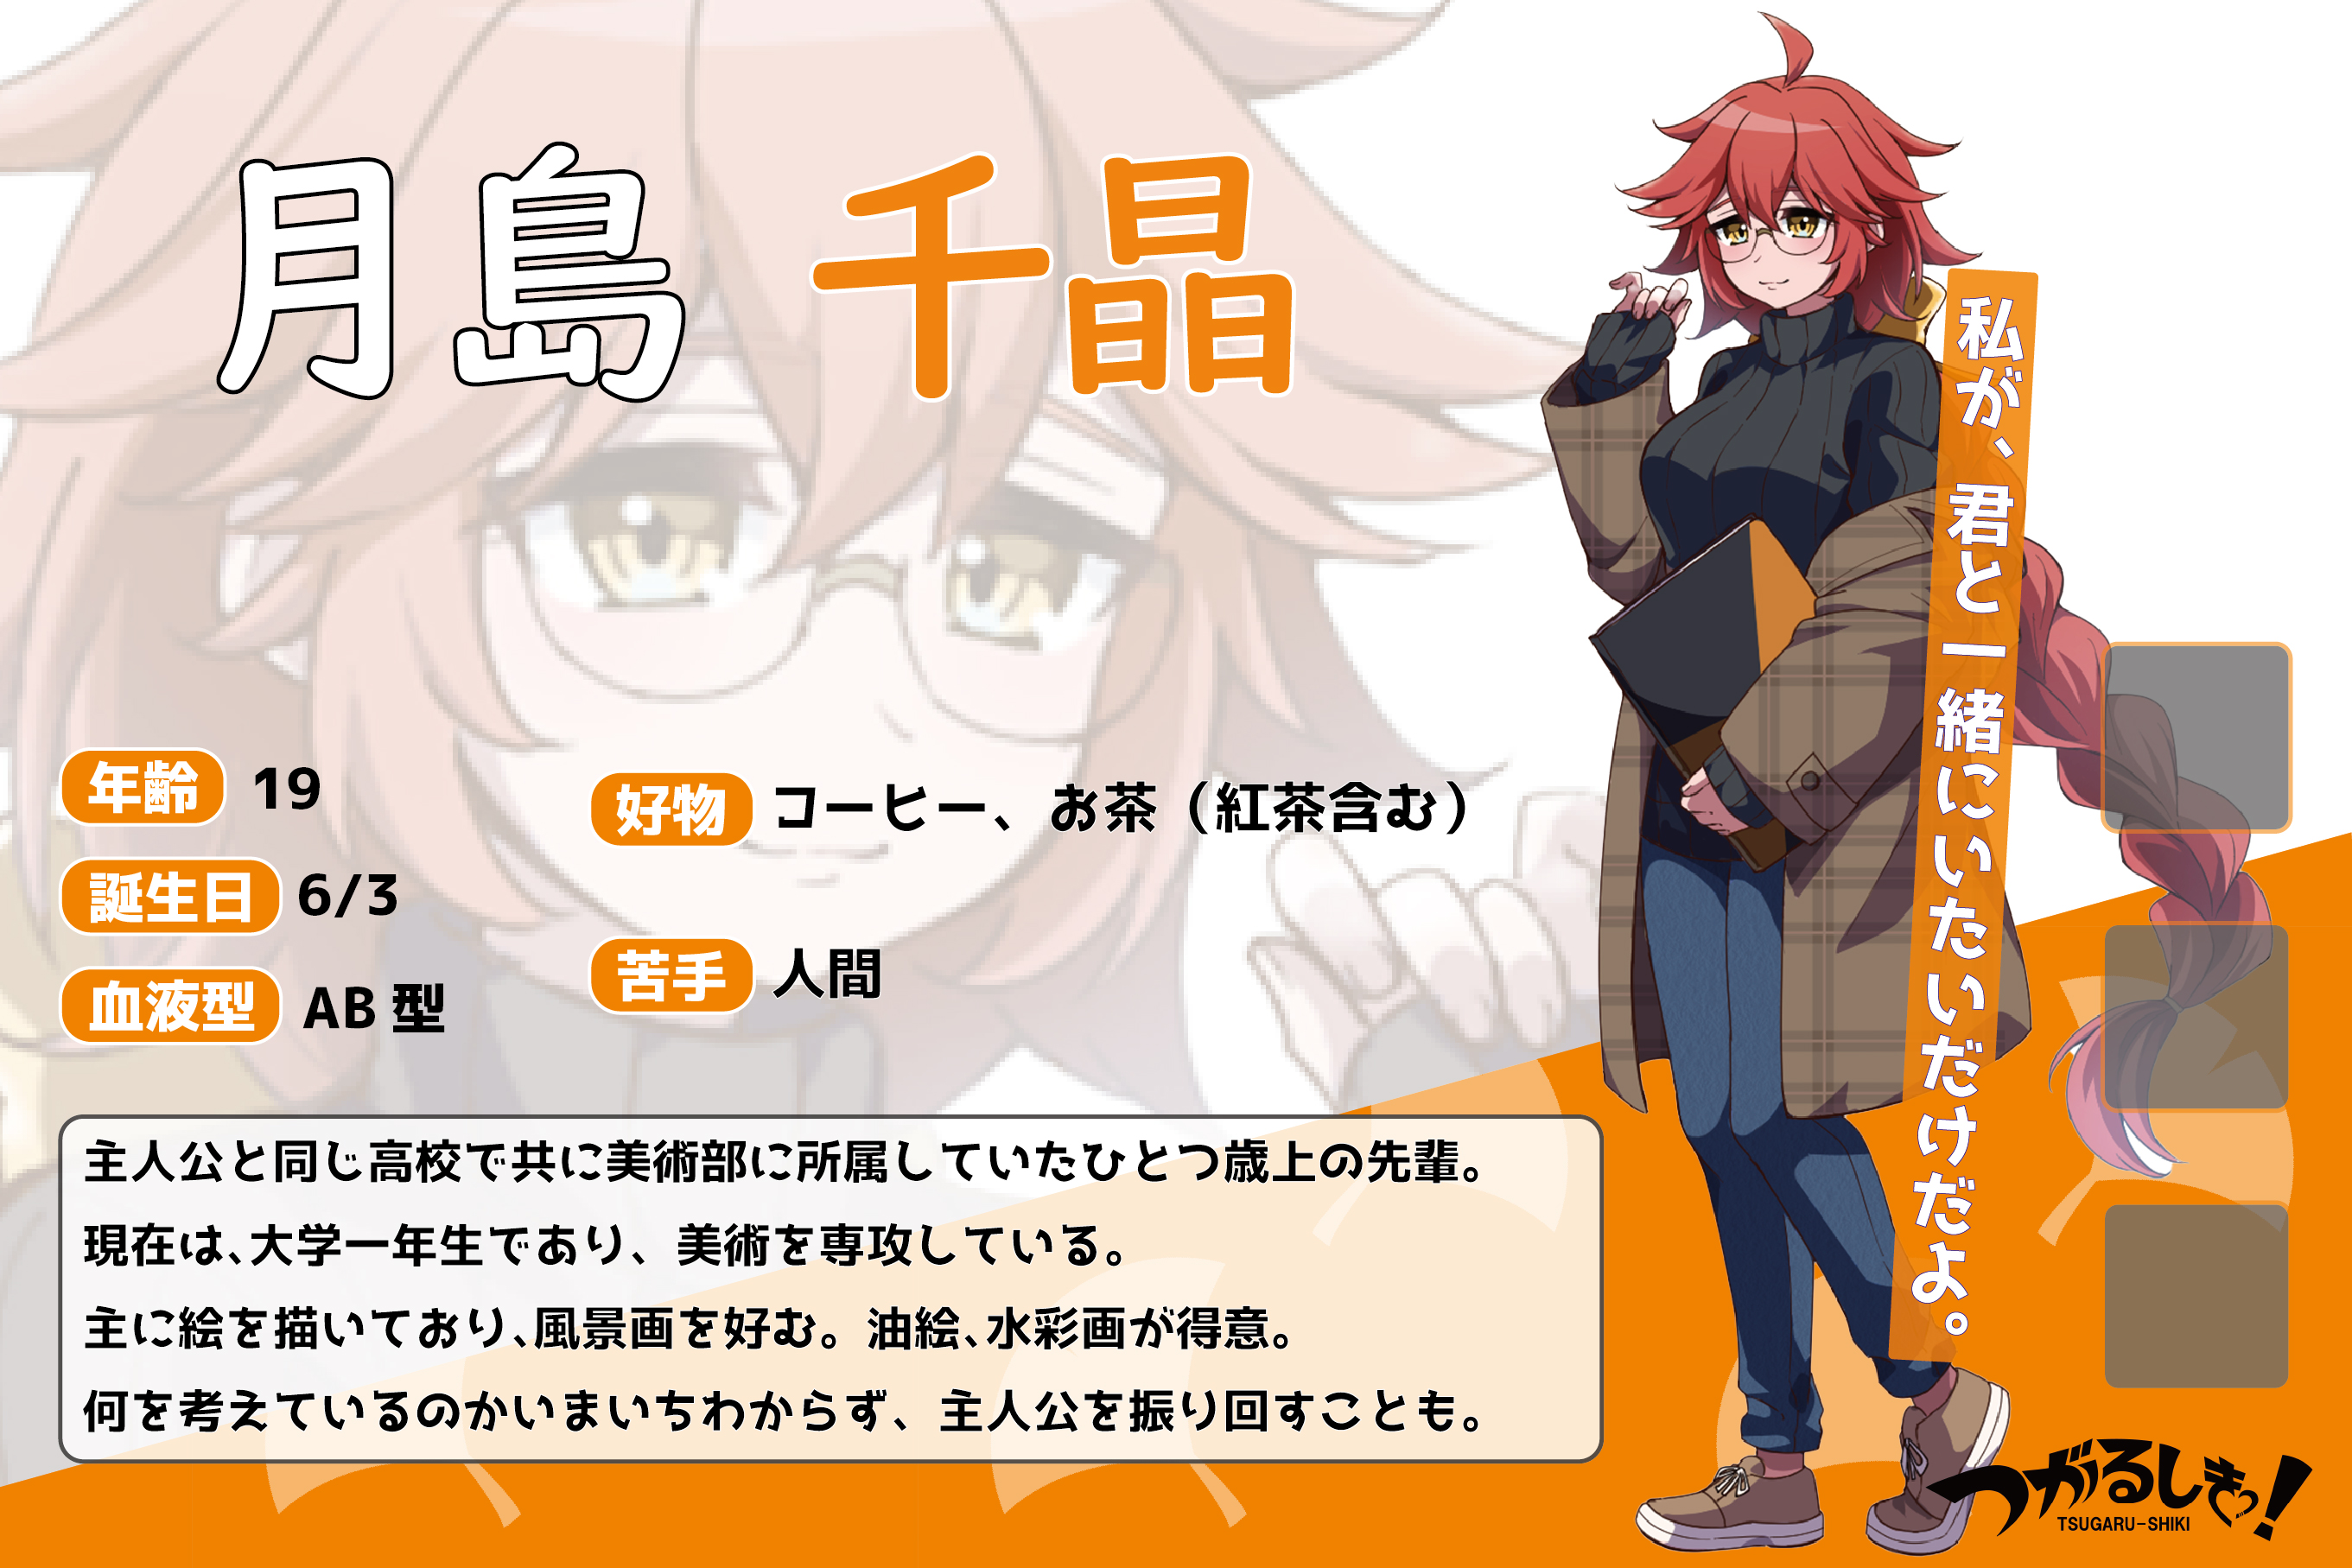 月島 千晶
年齢 19
誕生日 6/3
血液型 AB型
好物 コーヒー、お茶（紅茶含む）
苦手 人間
主人公と同じ高校で共に美術部に所属していたひとつ歳上の先輩。
現在は、大学一年生であり、美術を専攻している。
主に絵を描いており、風景画を好む。油絵、水彩画が得意。
何を考えているのかいまいちわからず、主人公を振り回すことも。
私が、君と一緒にいたいだけだよ。
つがるしきっ！
TSUGARU-SHIKI